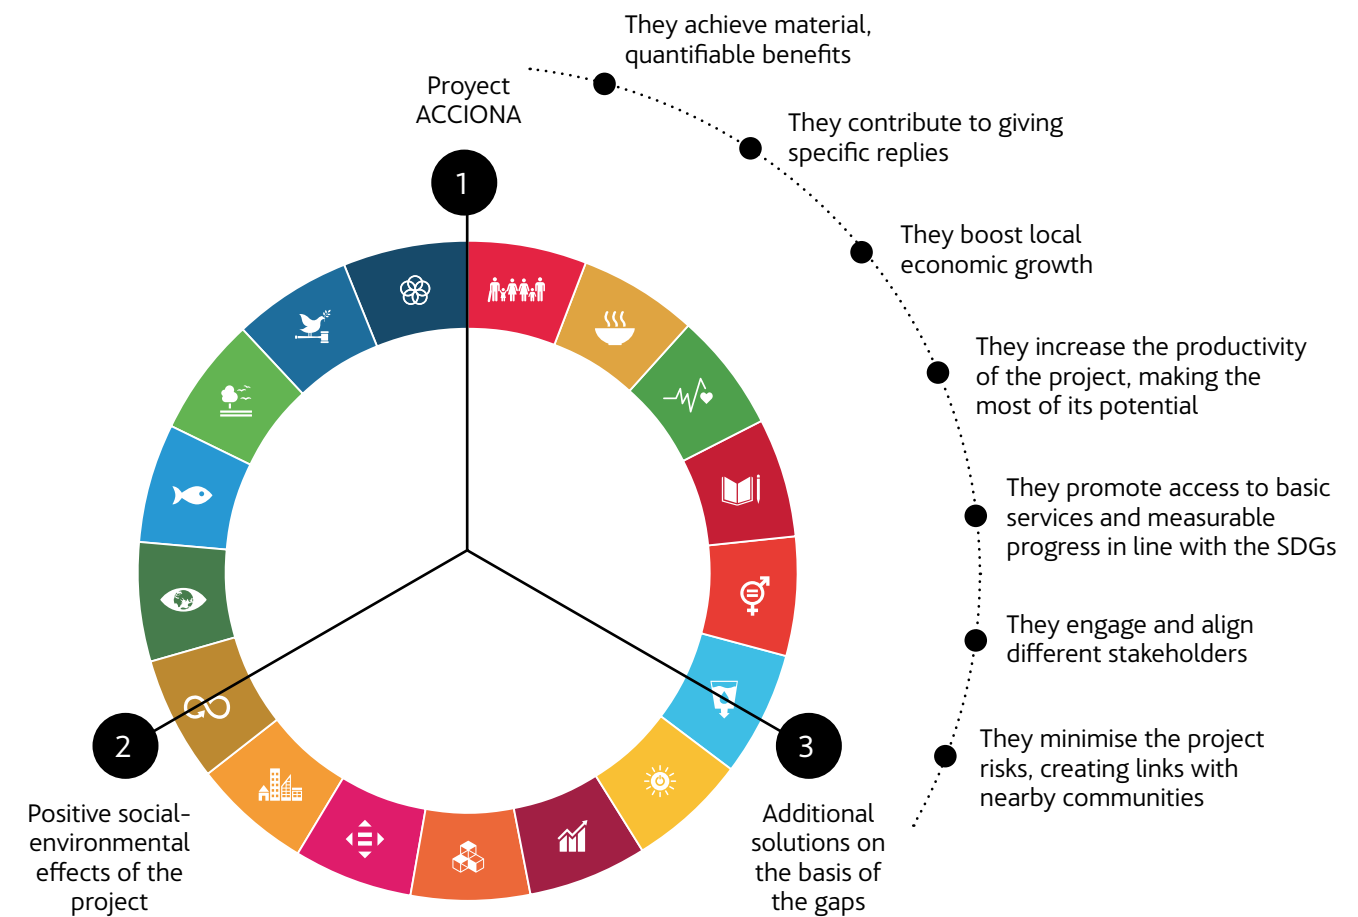 They achieve material,
quantifiable benefits
Proyect
ACCIONA
They contribute to giving
specific replies
1
They boost local
economic growth
They increase the productivity
of the project, making the
most of its potential
They promote access to basic
services and measurable
progress in line with the SDGs
They engage and align
different stakeholders
They minimise the project
risks, creating links with
nearby communities
2
Positive social-
environmental
effects of the
project
3
Additional
solutions on
the basis of
the gaps